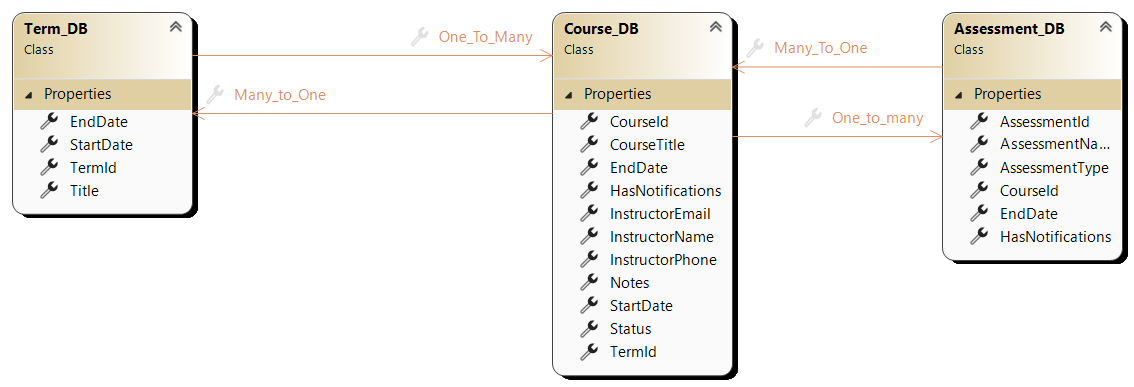 Term_DB
Class
Properties
EndDate
StartDate
TermId
Title
One_To_Many
Many_to_One
Course_DB
Class
Properties
CourseId
CourseTitle
EndDate
HasNotifications
InstructorEmail
InstructorName
InstructorPhone
Notes
StartDate
Status
TermId
Many_To_One
One_to_many
Assessment_DB
Class
Properties
AssessmentId
AssessmentNa...
AssessmentType
CourseId
EndDate
HasNotifications